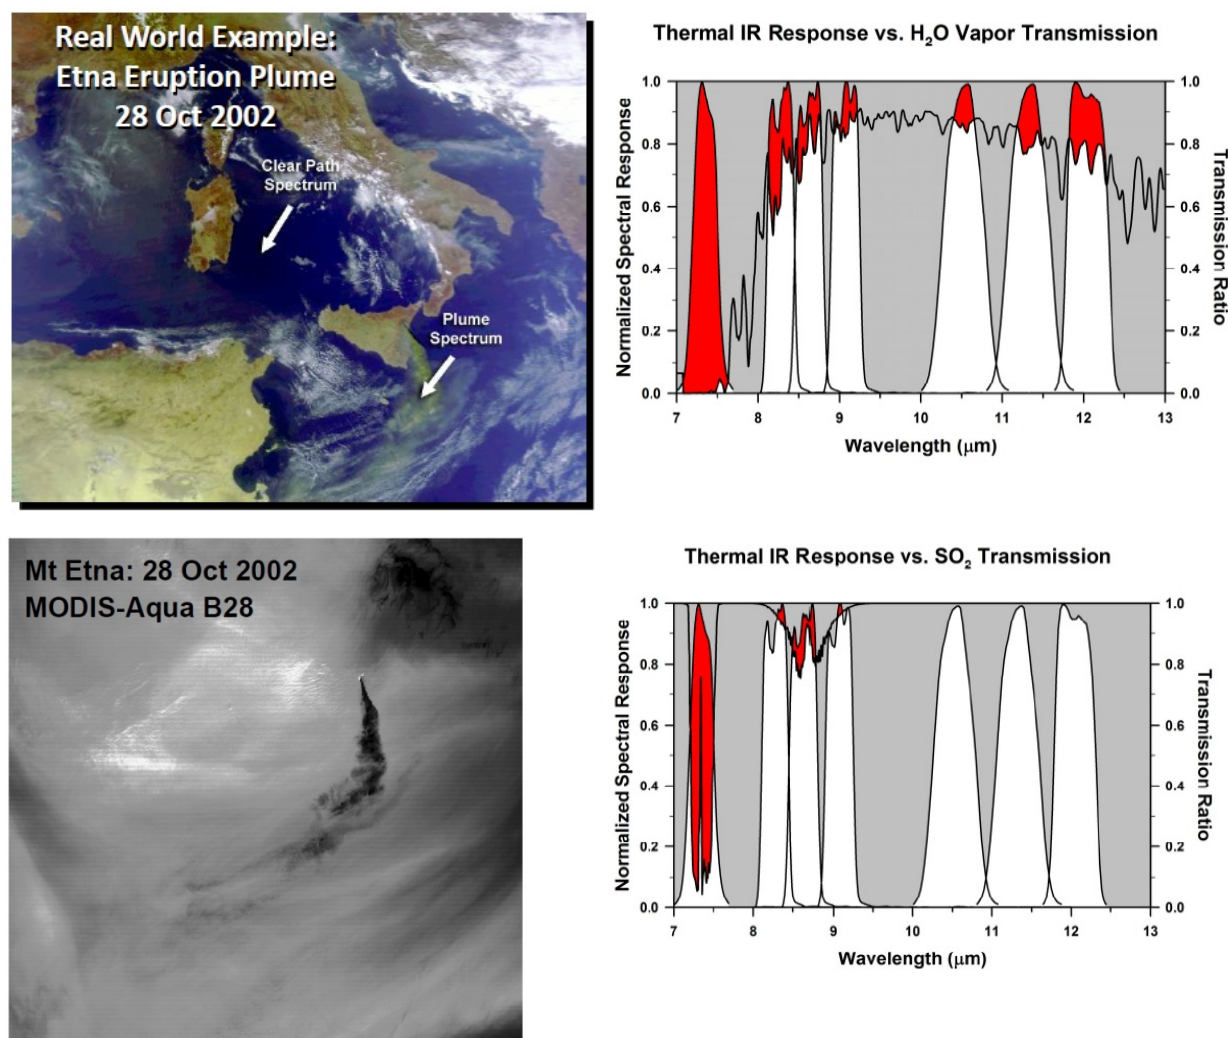 Real World Example:
Etna Eruption Plume
28 Oct 2002
Clear Path
Spectrum
Plume
Spectrum
Thermal IR Response vs. H₂O Vapor Transmission
Normalized Spectral Response
1.0
0.8
0.6
0.4
0.2
0.0
1.0
0.8
0.6
0.4
0.2
0.0
Transmission Ratio
7 8 9 10 11 12 13
Wavelength (μm)
Mt Etna: 28 Oct 2002
MODIS-Aqua B28
Thermal IR Response vs. SO₂ Transmission
Normalized Spectral Response
1.0
0.8
0.6
0.4
0.2
0.0
1.0
0.8
0.6
0.4
0.2
0.0
Transmission Ratio
7 8 9 10 11 12 13
Wavelength (μm)